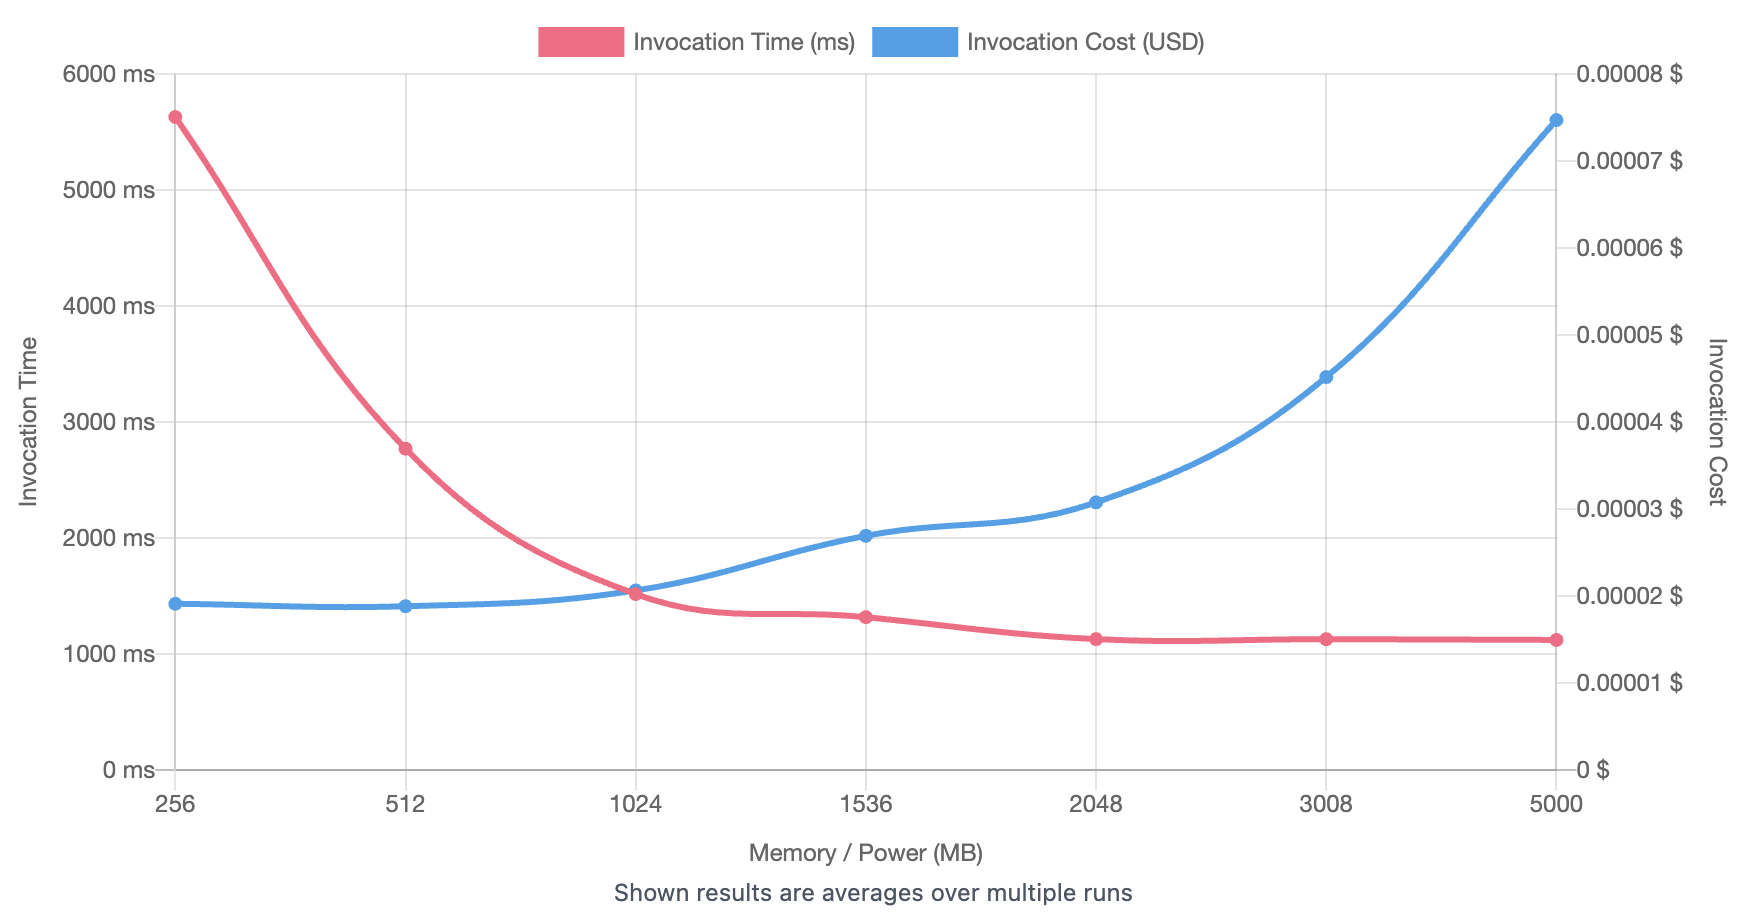 Invocation Time (ms) Invocation Cost (USD)
6000 ms
5000 ms
4000 ms
3000 ms
2000 ms
1000 ms
0 ms
Invocation Time
0.00008 $
0.00007 $
0.00006 $
0.00005 $
0.00004 $
0.00003 $
0.00002 $
0.00001 $
0 $
Invocation Cost
256 512 1024 1536 2048 3008 5000
Memory / Power (MB)
Shown results are averages over multiple runs